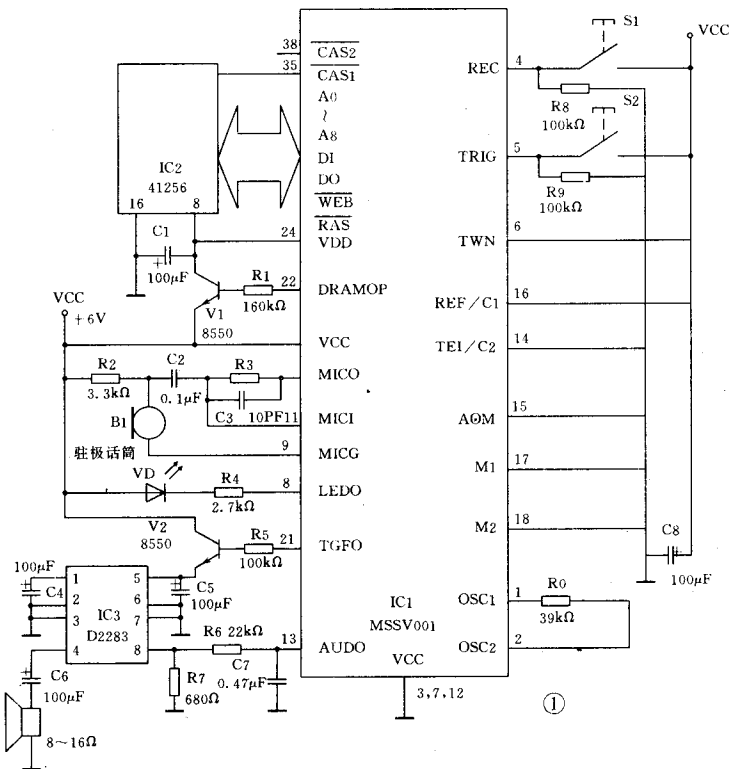 38
CAS2
35
CAS1
A0
≀
A8
DI
DO
WEB
RAS
24
VDD
IC2
41256
16
8
C1
+
100μF
V1
8550
R1
160kΩ
22
DRAMOP
VCC
+6V
VCC
R2
3.3kΩ
C2
0.1μF
R3
MICO
C3
10PF
11
MICI
B1
驻极话筒
9
MICG
VD
R4
2.7kΩ
8
LEDO
V2
8550
R5
100kΩ
21
TGFO
100μF
+
C4
1
2
3
4
5
6
7
8
IC3
D2283
+
C5
100μF
R6 22kΩ
13
AUDO
C7
0.47μF
R7
680Ω
C6
+
100μF
8~16Ω
IC1
MSSV001
VCC
3,7,12
REC
4
S1
VCC
R8
100kΩ
S2
TRIG
5
R9
100kΩ
TWN
6
REF/C1
16
TEI/C2
14
AOM
15
M1
17
M2
18
C8
+
100μF
OSC1
1
R0
39kΩ
OSC2
2
①